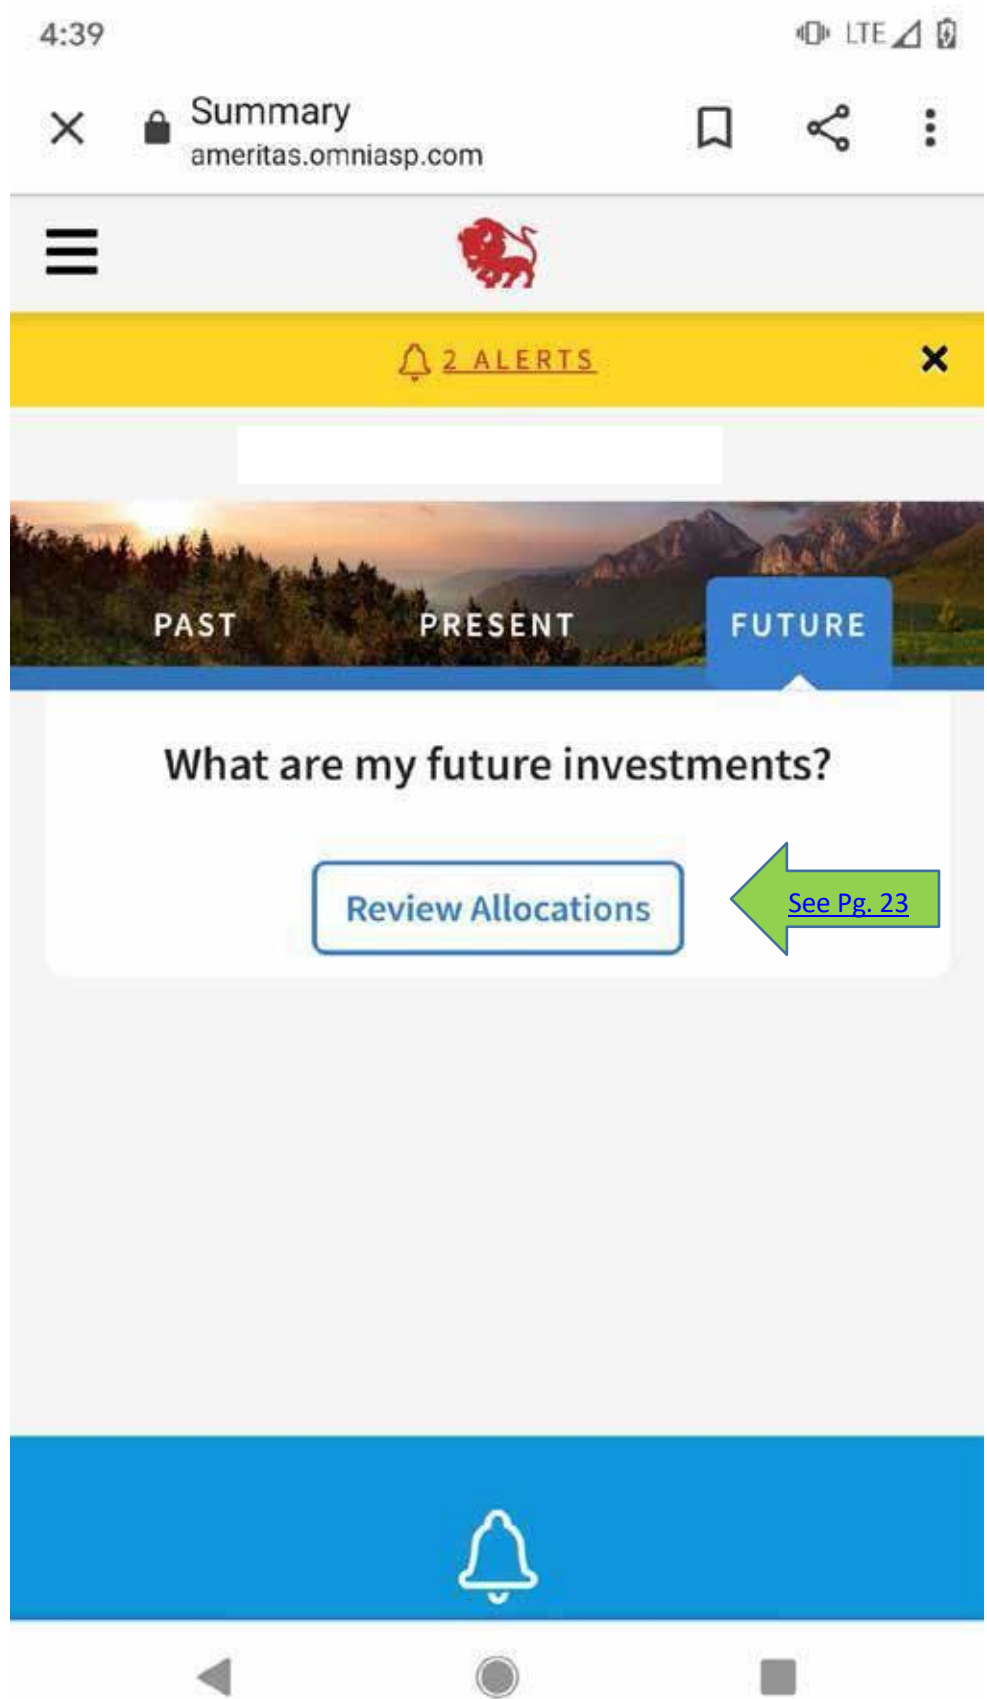 4:39
LTE
Summary
ameritas.omniasp.com
2 ALERTS
PAST PRESENT FUTURE
What are my future investments?
Review Allocations
See Pg. 23